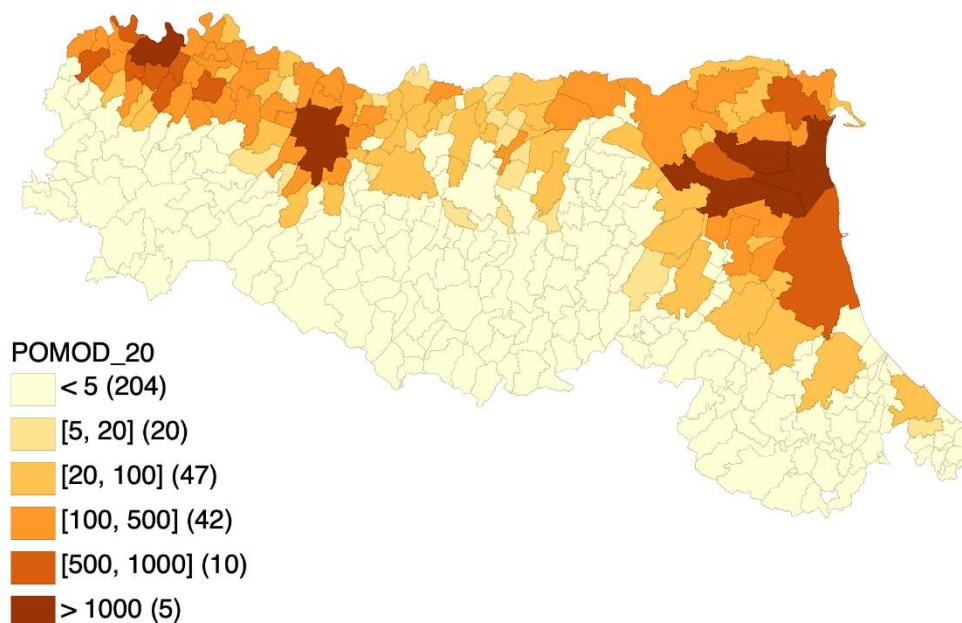 POMOD_20
< 5 (204)
[5, 20] (20)
[20, 100] (47)
[100, 500] (42)
[500, 1000] (10)
> 1000 (5)